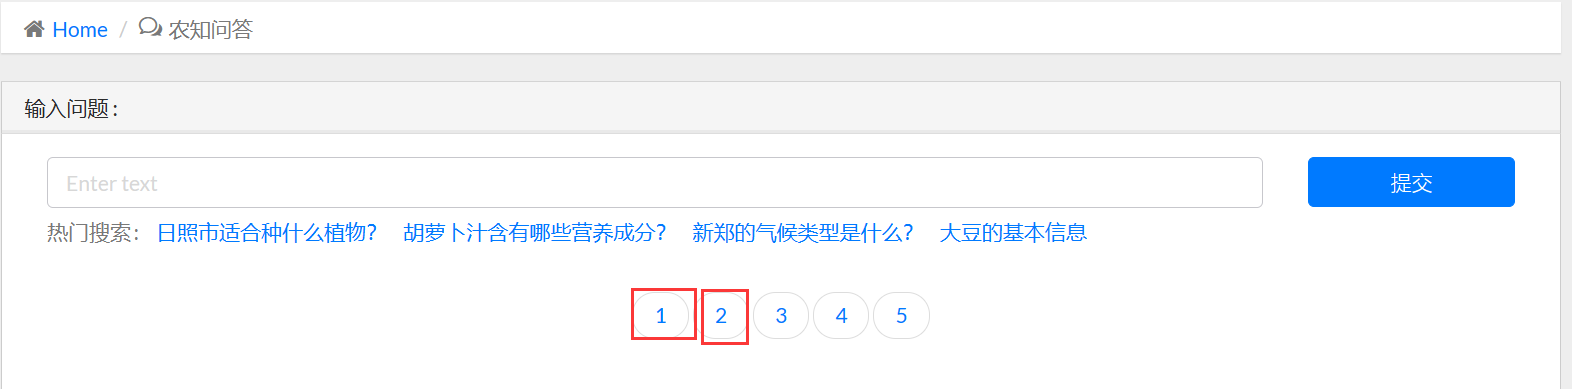 Home / 农知问答
输入问题：
Enter text
提交
热门搜索： 日照市适合种什么植物? 胡萝卜汁含有哪些营养成分? 新郑的气候类型是什么? 大豆的基本信息
1 2 3 4 5